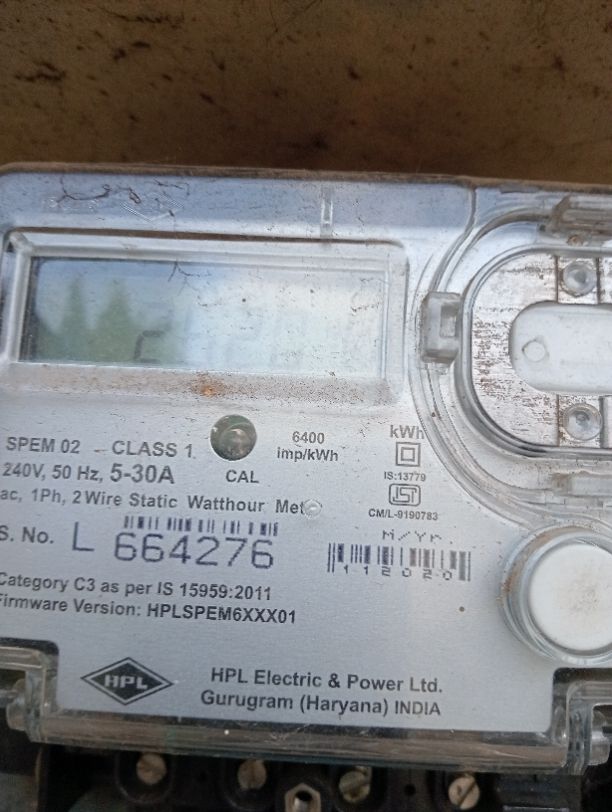 SPEM 02 - CLASS 1
6400
imp/kWh
kWh
240V, 50 Hz, 5-30A
CAL
IS:13779
ac, 1Ph, 2 Wire Static Watthour
CM/L-9190783
S. No. L 664276
M/YR
112020
Category C3 as per IS 15959:2011
Firmware Version: HPLSPEM6XXX01
HPL
HPL Electric & Power Ltd.
Gurugram (Haryana) INDIA